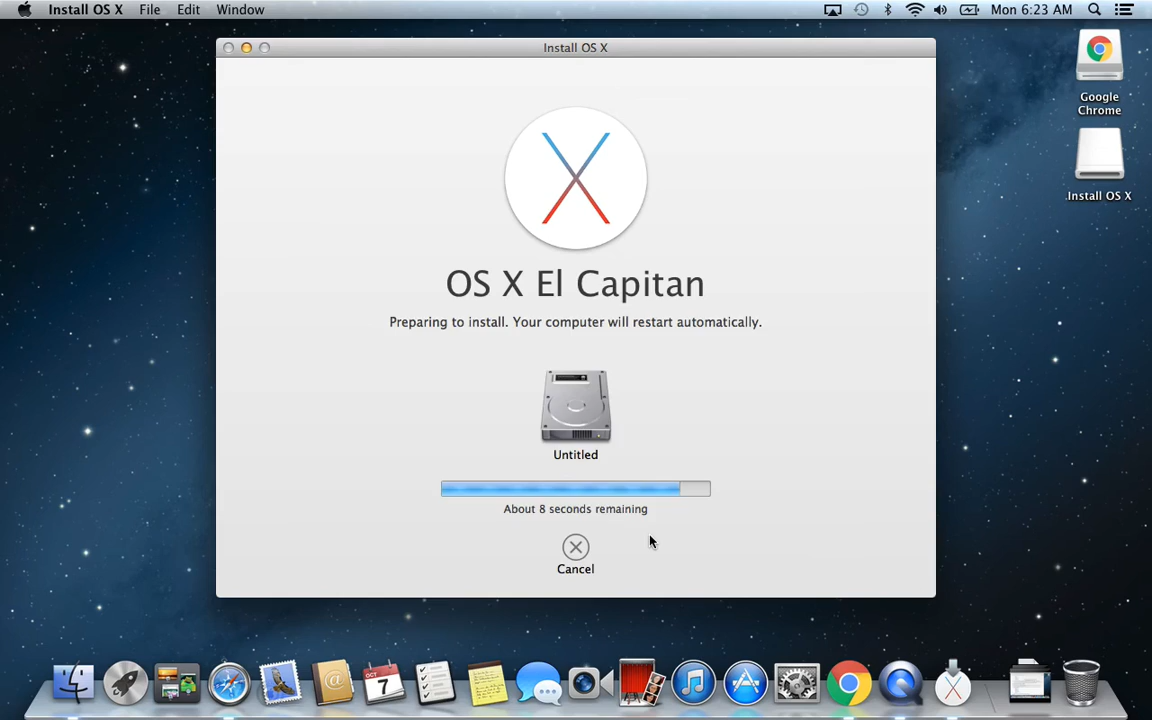 Install OS X File Edit Window Mon 6:23 AM
Install OS X
Google
Chrome
Install OS X
OS X El Capitan
Preparing to install. Your computer will restart automatically.
Untitled
About 8 seconds remaining
Cancel
7